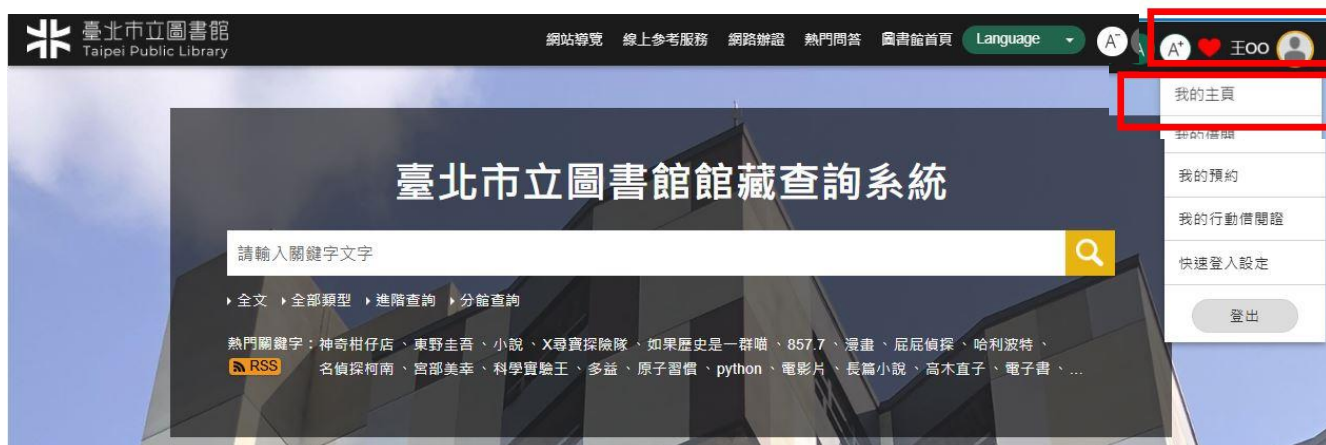 臺北市立圖書館
Taipei Public Library
網站導覽 線上參考服務 網路辦證 熱門問答 圖書館首頁 Language A- A+ 王OO
我的主頁
我的借閱
我的預約
我的行動借閱證
快速登入設定
登出
臺北市立圖書館館藏查詢系統
請輸入關鍵字文字
全文 全部類型 進階查詢 分館查詢
熱門關鍵字：神奇柑仔店、東野圭吾、小說、X尋寶探險隊、如果歷史是一群喵、857.7、漫畫、屁屁偵探、哈利波特、
RSS 名偵探柯南、宮部美幸、科學實驗王、多益、原子習慣、python、電影片、長篇小說、高木直子、電子書、...